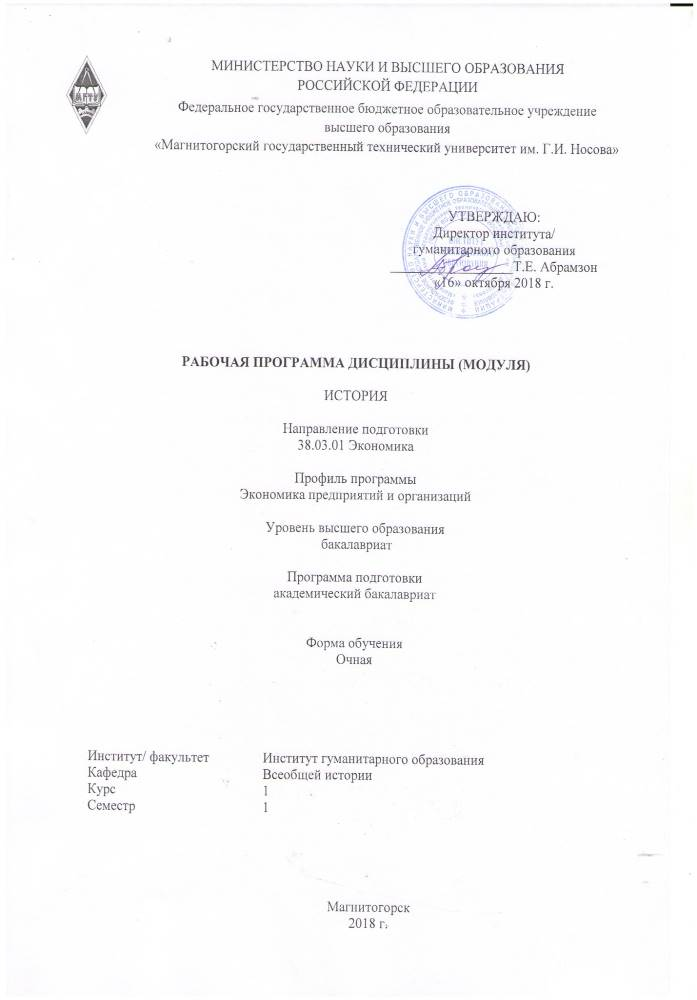 МИНИСТЕРСТВО НАУКИ И ВЫСШЕГО ОБРАЗОВАНИЯ
РОССИЙСКОЙ ФЕДЕРАЦИИ
Федеральное государственное бюджетное образовательное учреждение
высшего образования
«Магнитогорский государственный технический университет им. Г.И. Носова»
МГТУ
УТВЕРЖДАЮ:
Директор института/
гуманитарного образования
Т.Е. Абрамзон
«16» октября 2018 г.
РАБОЧАЯ ПРОГРАММА ДИСЦИПЛИНЫ (МОДУЛЯ)
ИСТОРИЯ
Направление подготовки
38.03.01 Экономика
Профиль программы
Экономика предприятий и организаций
Уровень высшего образования
бакалавриат
Программа подготовки
академический бакалавриат
Форма обучения
Очная
Институт/ факультет Институт гуманитарного образования
Кафедра Всеобщей истории
Курс 1
Семестр 1
Магнитогорск
2018 г.